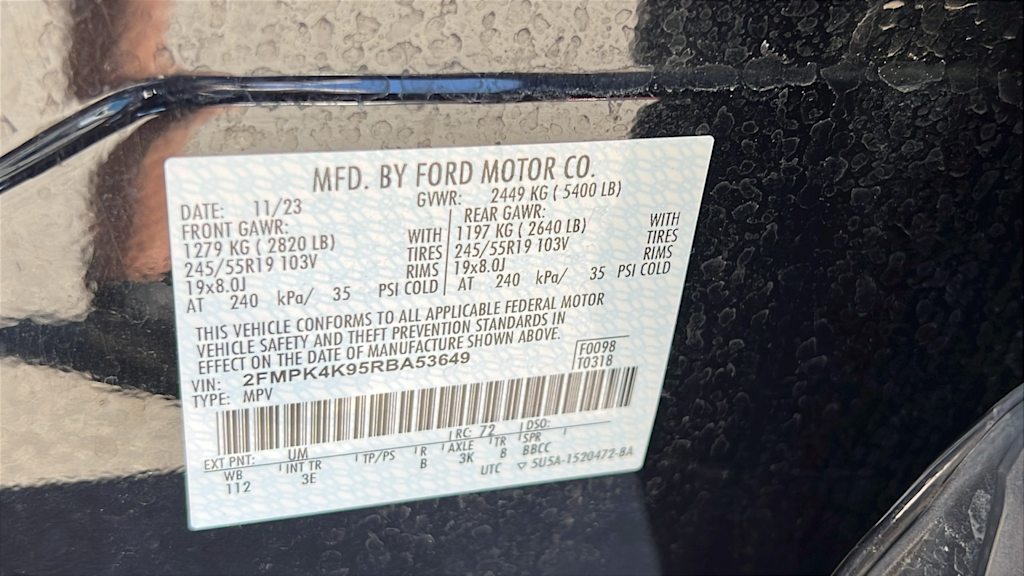 MFD. BY FORD MOTOR CO.
DATE: 11/23
GVWR: 2449 KG ( 5400 LB)
FRONT GAWR:
1279 KG ( 2820 LB) WITH
245/55R19 103V TIRES
19x8.0J RIMS
AT 240 kPa/ 35 PSI COLD
REAR GAWR:
1197 KG ( 2640 LB) WITH
245/55R19 103V TIRES
19x8.0J RIMS
AT 240 kPa/ 35 PSI COLD
THIS VEHICLE CONFORMS TO ALL APPLICABLE FEDERAL MOTOR
VEHICLE SAFETY AND THEFT PREVENTION STANDARDS IN
EFFECT ON THE DATE OF MANUFACTURE SHOWN ABOVE.
VIN: 2FMPK4K95RBA53649
TYPE: MPV
F0098
T0318
EXT PNT: UM RC: 72 DSO:
WB INT TR TP/PS R AXLE TR SPR
112 3E B 3K 8 BBCC
UTC ▽ 5U5A-1520472-BA